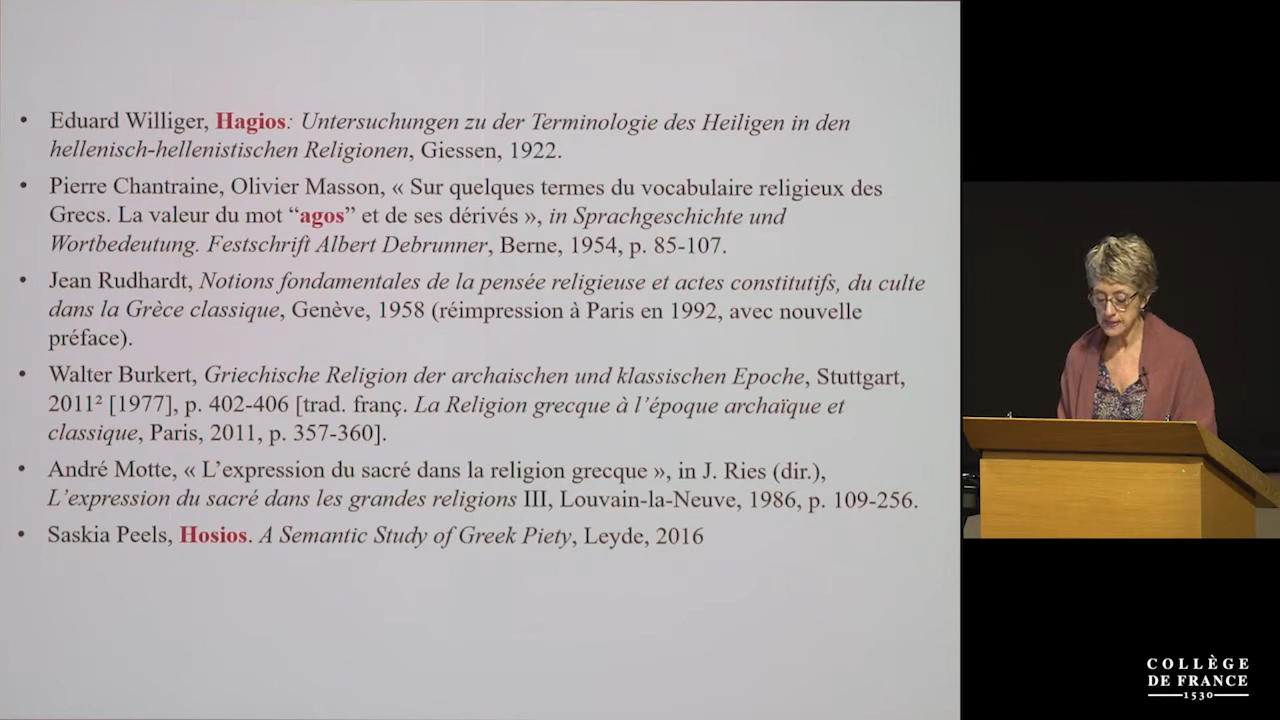 • Eduard Williger, Hagios: Untersuchungen zu der Terminologie des Heiligen in den
hellenisch-hellenistischen Religionen, Giessen, 1922.
• Pierre Chantraine, Olivier Masson, « Sur quelques termes du vocabulaire religieux des
Grecs. La valeur du mot “agos” et de ses dérivés », in Sprachgeschichte und
Wortbedeutung. Festschrift Albert Debrunner, Berne, 1954, p. 85-107.
• Jean Rudhardt, Notions fondamentales de la pensée religieuse et actes constitutifs, du culte
dans la Grèce classique, Genève, 1958 (réimpression à Paris en 1992, avec nouvelle
préface).
• Walter Burkert, Griechische Religion der archaischen und klassischen Epoche, Stuttgart,
2011² [1977], p. 402-406 [trad. franç. La Religion grecque à l’époque archaïque et
classique, Paris, 2011, p. 357-360].
• André Motte, « L’expression du sacré dans la religion grecque », in J. Ries (dir.),
L’expression du sacré dans les grandes religions III, Louvain-la-Neuve, 1986, p. 109-256.
• Saskia Peels, Hosios. A Semantic Study of Greek Piety, Leyde, 2016
COLLÈGE
DE FRANCE
1530